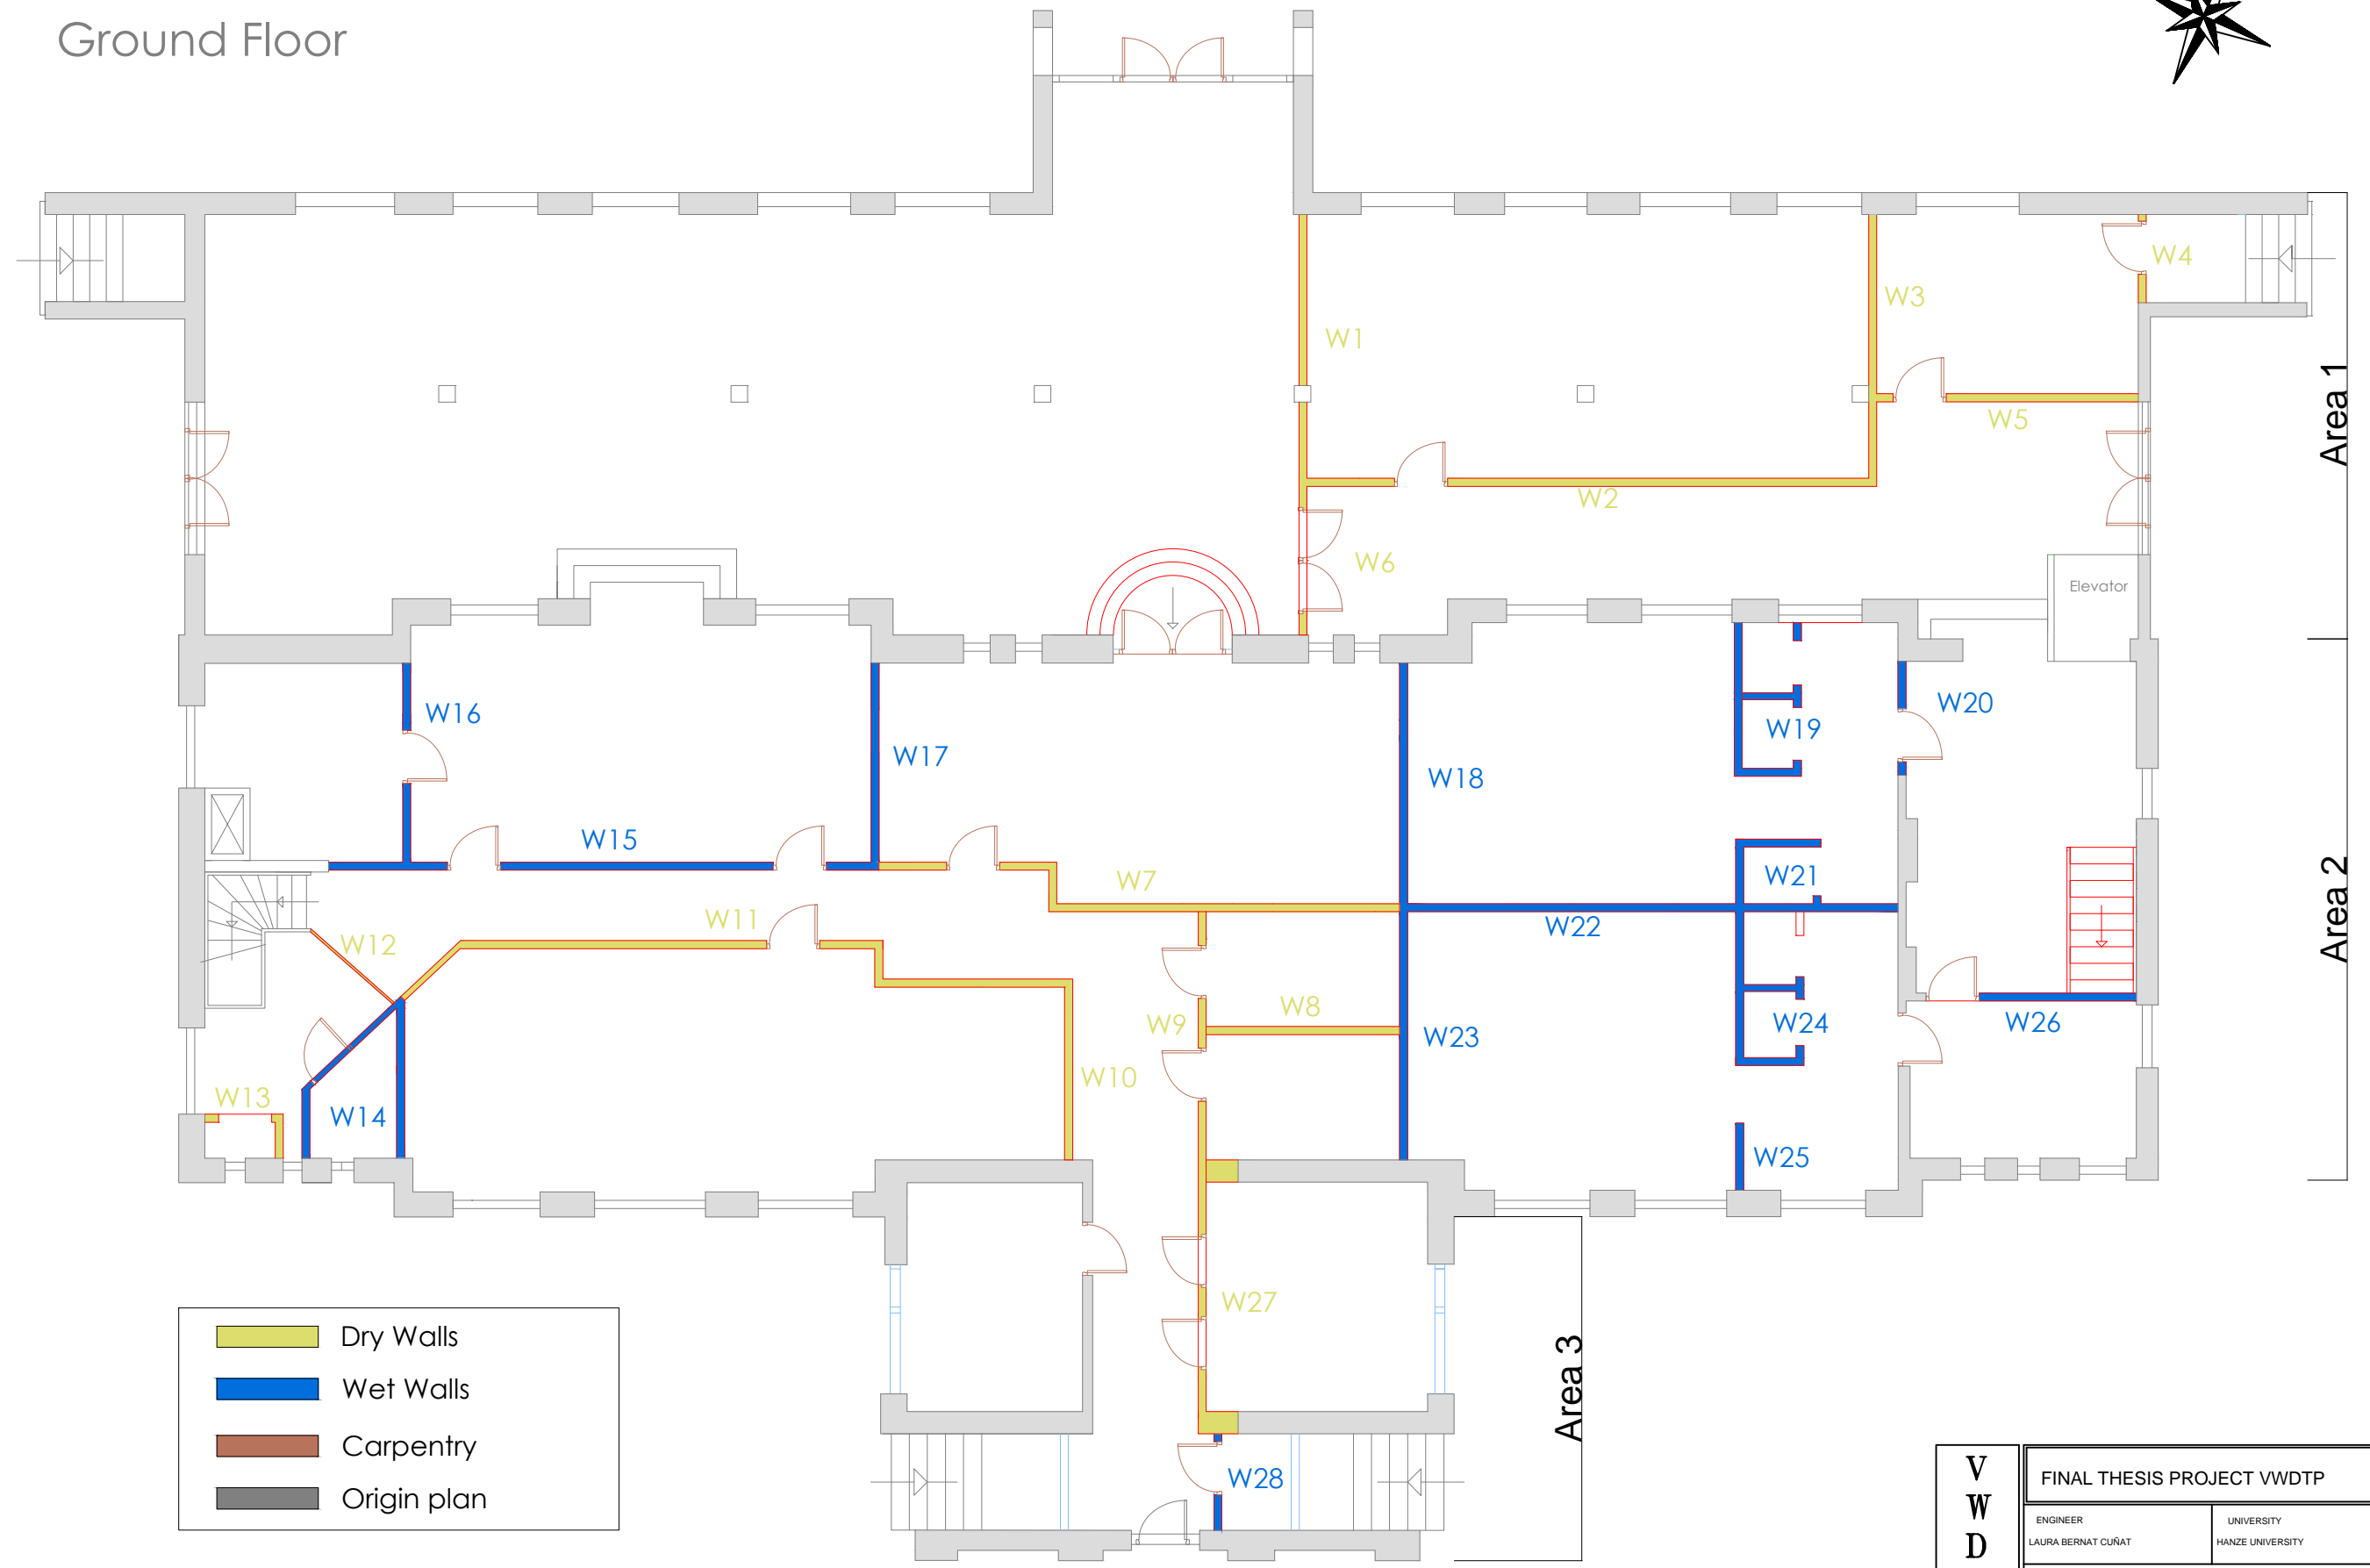 Ground Floor
W4
W3
W1
Area 1
W5
W2
W6
Elevator
W16
W20
W19
W17
W18
W15
W21
W7
Area 2
W11
W22
W12
W8
W9
W24
W26
W23
W10
W13
W14
W25
W27
Dry Walls
Area 3
Wet Walls
Carpentry
W28
Origin plan
V
W
D
FINAL THESIS PROJECT VWDTP
ENGINEER
UNIVERSITY
LAURA BERNAT CUÑAT
HANZE UNIVERSITY